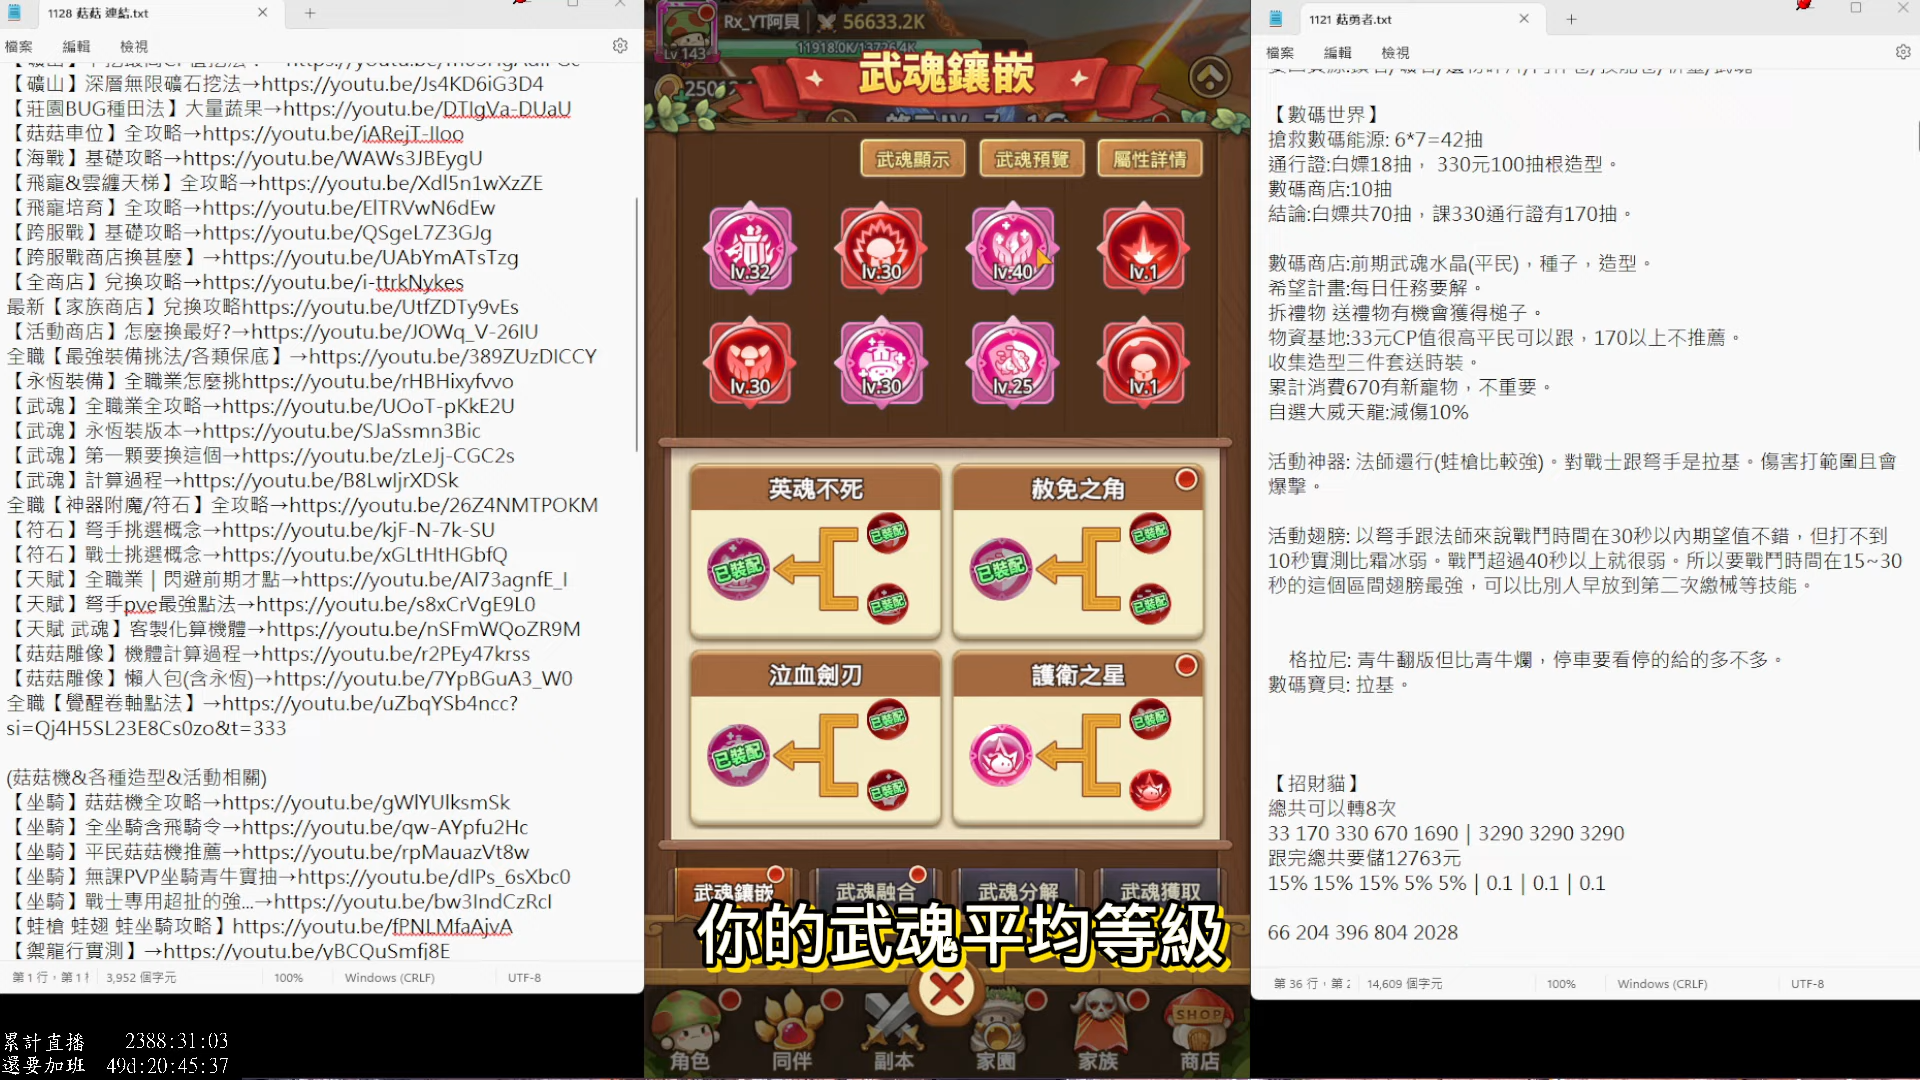 1128 菇菇 連結.txt
檔案 編輯 檢視
【礦山】深層無限礦石挖法→https://youtu.be/Js4KD6iG3D4
【莊園BUG種田法】大量蔬果→https://youtu.be/DTlgVa-DUaU
【菇菇車位】全攻略→https://youtu.be/iARejT-lloo
【海戰】基礎攻略→https://youtu.be/WAWs3JBEygU
【飛寵&雲纏天梯】全攻略→https://youtu.be/Xdl5n1wXzZE
【飛寵培育】全攻略→https://youtu.be/ElTRVwN6dEw
【跨服戰】基礎攻略→https://youtu.be/QSgeL7Z3GJg
【跨服戰商店換甚麼】→https://youtu.be/UAbYmATsTzg
【全商店】兌換攻略→https://youtu.be/i-ttrkNykes
最新【家族商店】兌換攻略https://youtu.be/UtfZDTy9vEs
【活動商店】怎麼換最好?→https://youtu.be/JOWq_V-26lU
全職【最強裝備挑法/各類保底】→https://youtu.be/389ZUzDICCY
【永恆裝備】全職業怎麼挑https://youtu.be/rHBHixyfvvo
【武魂】全職業全攻略→https://youtu.be/UOoT-pKkE2U
【武魂】永恆裝版本→https://youtu.be/SJaSsmn3Bic
【武魂】第一顆要換這個→https://youtu.be/zLeJj-CGC2s
【武魂】計算過程→https://youtu.be/B8LwIjrXDSk
全職【神器附魔/符石】全攻略→https://youtu.be/26Z4NMTPOKM
【符石】弩手挑選概念→https://youtu.be/kjF-N-7k-SU
【符石】戰士挑選概念→https://youtu.be/xGLtHtHGbfQ
【天賦】全職業｜閃避前期才點→https://youtu.be/AI73agnfE_I
【天賦】弩手pve最強點法→https://youtu.be/s8xCrVgE9L0
【天賦 武魂】客製化算機體→https://youtu.be/nSFmWQoZR9M
【菇菇雕像】機體計算過程→https://youtu.be/r2PEy47krss
【菇菇雕像】懶人包(含永恆)→https://youtu.be/7YpBGuA3_W0
全職【覺醒卷軸點法】→https://youtu.be/uZbqYSb4ncc?
si=Qj4H5SL23E8Cs0zo&t=333
(菇菇機&各種造型&活動相關)
【坐騎】菇菇機全攻略→https://youtu.be/gWlYUlksmSk
【坐騎】全坐騎含飛騎令→https://youtu.be/qw-AYpfu2Hc
【坐騎】平民菇菇機推薦→https://youtu.be/rpMauazVt8w
【坐騎】無課PVP坐騎青牛實抽→https://youtu.be/dIPs_6sXbc0
【坐騎】戰士專用超扯的強...→https://youtu.be/bw3IndCzRcI
【蛙槍 蛙翅 蛙坐騎攻略】https://youtu.be/fPNLMfaAjvA
【禦龍行實測】→https://youtu.be/yBCQuSmfj8E
3,952 個字元 100% Windows (CRLF) UTF-8
累計直播 2388:31:03
還要加班 49d:20:45:37
Rx_YT阿貝 56633.2K
Lv 143
11918.0K/13726.4K
武魂鑲嵌
武魂顯示 武魂預覽 屬性詳情
lv.32 lv.30 lv.40 lv.1
lv.30 lv.30 lv.25 lv.1
英魂不死 赦免之角
已裝配 已裝配
已裝配 已裝配
已裝配 已裝配
泣血劍刃 護衛之星
已裝配 已裝配
已裝配
已裝配
武魂鑲嵌 武魂融合 武魂分解 武魂獲取
你的武魂平均等級
角色 同伴 副本 家園 家族 商店
SHOP
1121 菇勇者.txt
檔案 編輯 檢視
【數碼世界】
搶救數碼能源: 6*7=42抽
通行證:白嫖18抽， 330元100抽根造型。
數碼商店:10抽
結論:白嫖共70抽，課330通行證有170抽。
數碼商店:前期武魂水晶(平民)，種子，造型。
希望計畫:每日任務要解。
拆禮物 送禮物有機會獲得槌子。
物資基地:33元CP值很高平民可以跟，170以上不推薦。
收集造型三件套送時裝。
累計消費670有新寵物，不重要。
自選大威天龍:減傷10%
活動神器: 法師還行(蛙槍比較強)。對戰士跟弩手是拉基。傷害打範圍且會
爆擊。
活動翅膀: 以弩手跟法師來說戰鬥時間在30秒以內期望值不錯，但打不到
10秒實測比霜冰弱。戰鬥超過40秒以上就很弱。所以要戰鬥時間在15~30
秒的這個區間翅膀最強，可以比別人早放到第二次繳械等技能。
格拉尼: 青牛翻版但比青牛爛，停車要看停的給的多不多。
數碼寶貝: 拉基。
【招財貓】
總共可以轉8次
33 170 330 670 1690 | 3290 3290 3290
跟完總共要儲12763元
15% 15% 15% 5% 5% | 0.1 | 0.1 | 0.1
66 204 396 804 2028
14,609 個字元 100% Windows (CRLF) UTF-8